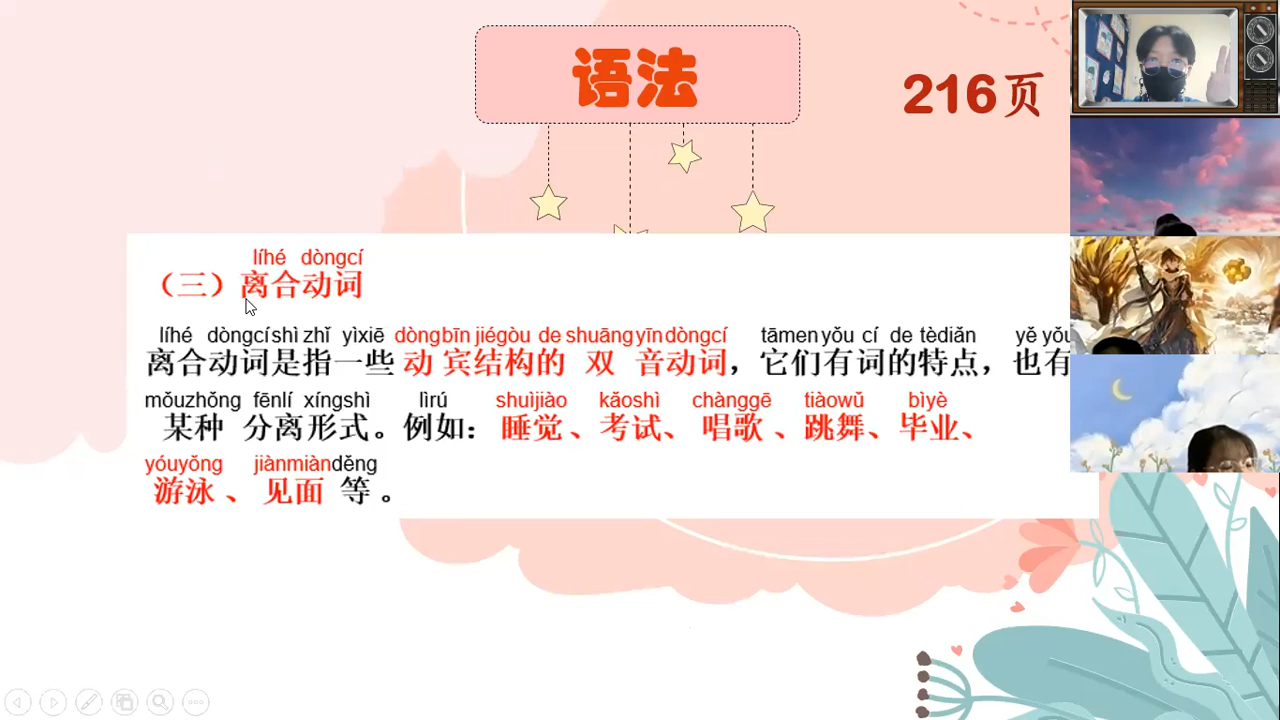 语法
216页
líhé dòngcí
（三）离合动词
líhé dòngcí shì zhǐ yìxiē dòngbīn jiégòu de shuāngyīn dòngcí tāmen yǒu cí de tèdiǎn yě yǒu
离合动词是指一些 动 宾结构的 双 音动词，它们有词的特点，也有
mǒuzhǒng fēnlí xíngshì lìrú shuìjiào kǎoshì chànggē tiàowǔ bìyè
某种 分离形式。例如：睡觉、考试、唱歌、跳舞、毕业、
yóuyǒng jiànmiàn děng
游泳、见面 等。